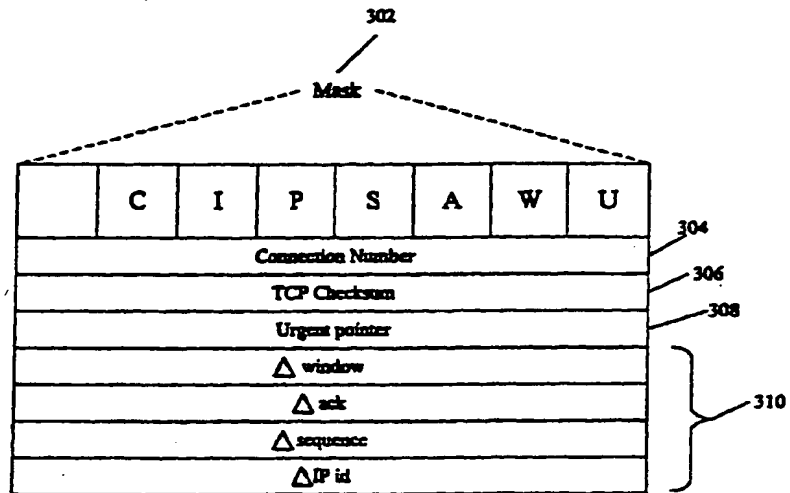 302
Mask
C I P S A W U
304
Connection Number
306
TCP Checksum
308
Urgent pointer
△ window
△ ack
310
△ sequence
△ IP id